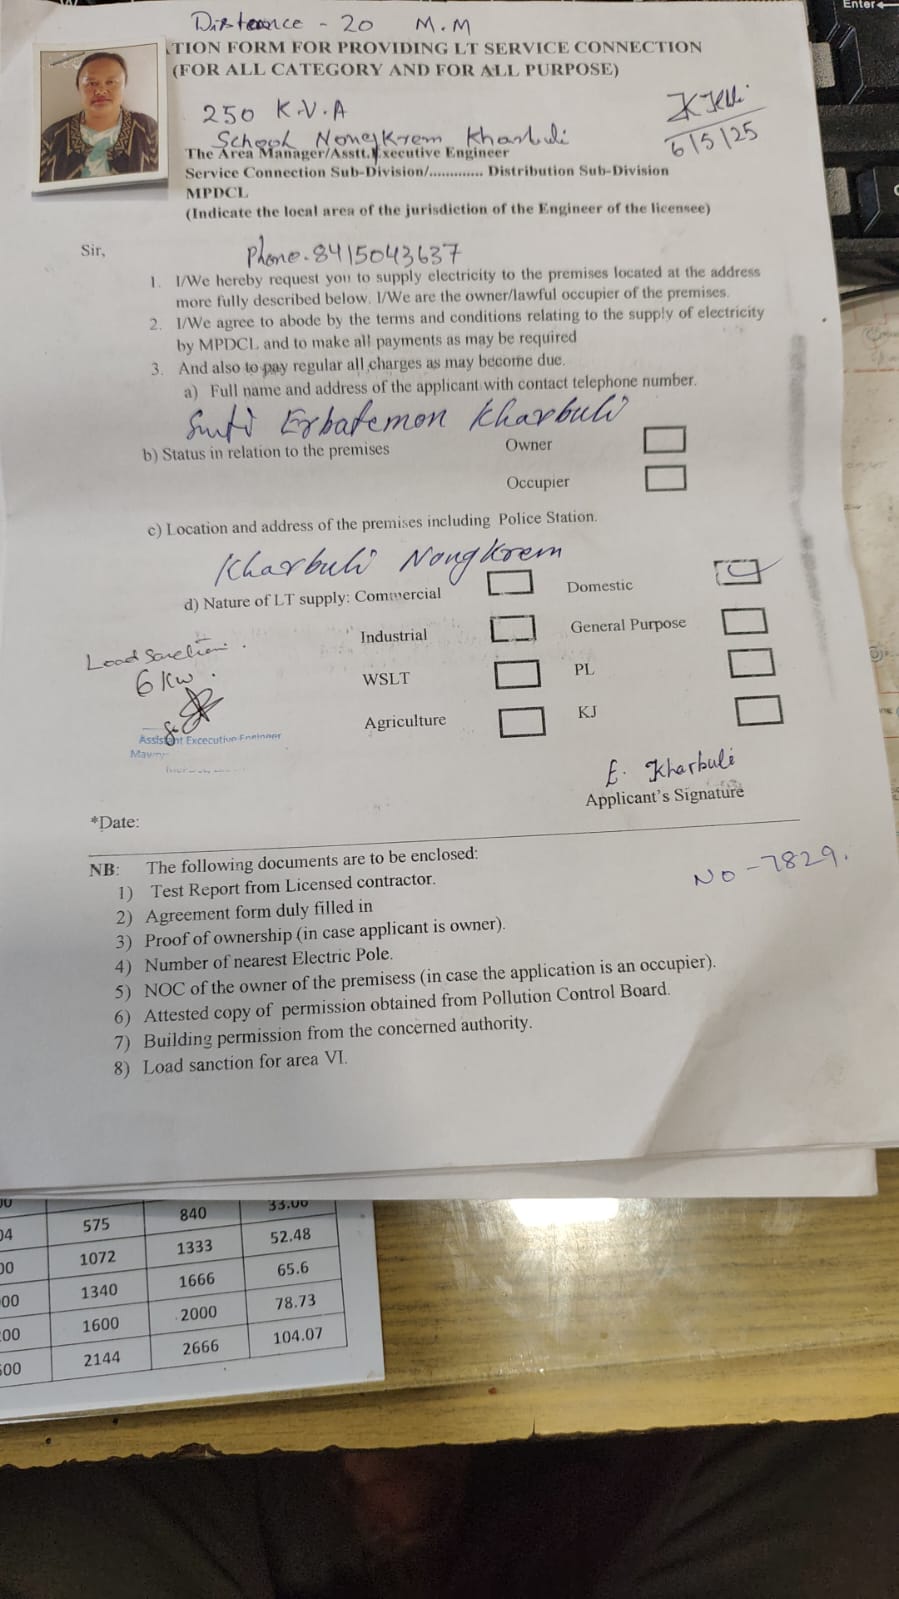 Enter
Distance - 20 M.M
TION FORM FOR PROVIDING LT SERVICE CONNECTION
(FOR ALL CATEGORY AND FOR ALL PURPOSE)
250 K.V.A
School Nongkrem Kharbuli
6/5/25
The Area Manager/Asstt. Executive Engineer
Service Connection Sub-Division/............. Distribution Sub-Division
MPDCL
(Indicate the local area of the jurisdiction of the Engineer of the licensee)
Sir,
Phone. 8415043637
1. I/We hereby request you to supply electricity to the premises located at the address
more fully described below. I/We are the owner/lawful occupier of the premises.
2. I/We agree to abode by the terms and conditions relating to the supply of electricity
by MPDCL and to make all payments as may be required
3. And also to pay regular all charges as may become due.
a) Full name and address of the applicant with contact telephone number.
Erbatemon Kharbuli
b) Status in relation to the premises Owner
Occupier
c) Location and address of the premises including Police Station.
Kharbuli Nongkrem
d) Nature of LT supply: Commercial Domestic
Industrial General Purpose
WSLT PL
Agriculture KJ
Load Sanction
6 KW.
Assistant Excecutive Engineer
E. Kharbuli
Applicant's Signature
*Date:
NB: The following documents are to be enclosed:
No - 7829.
1) Test Report from Licensed contractor.
2) Agreement form duly filled in
3) Proof of ownership (in case applicant is owner).
4) Number of nearest Electric Pole.
5) NOC of the owner of the premisess (in case the application is an occupier).
6) Attested copy of permission obtained from Pollution Control Board.
7) Building permission from the concerned authority.
8) Load sanction for area VI.
575 840 33.00
1072 1333 52.48
1340 1666 65.6
1600 2000 78.73
2144 2666 104.07